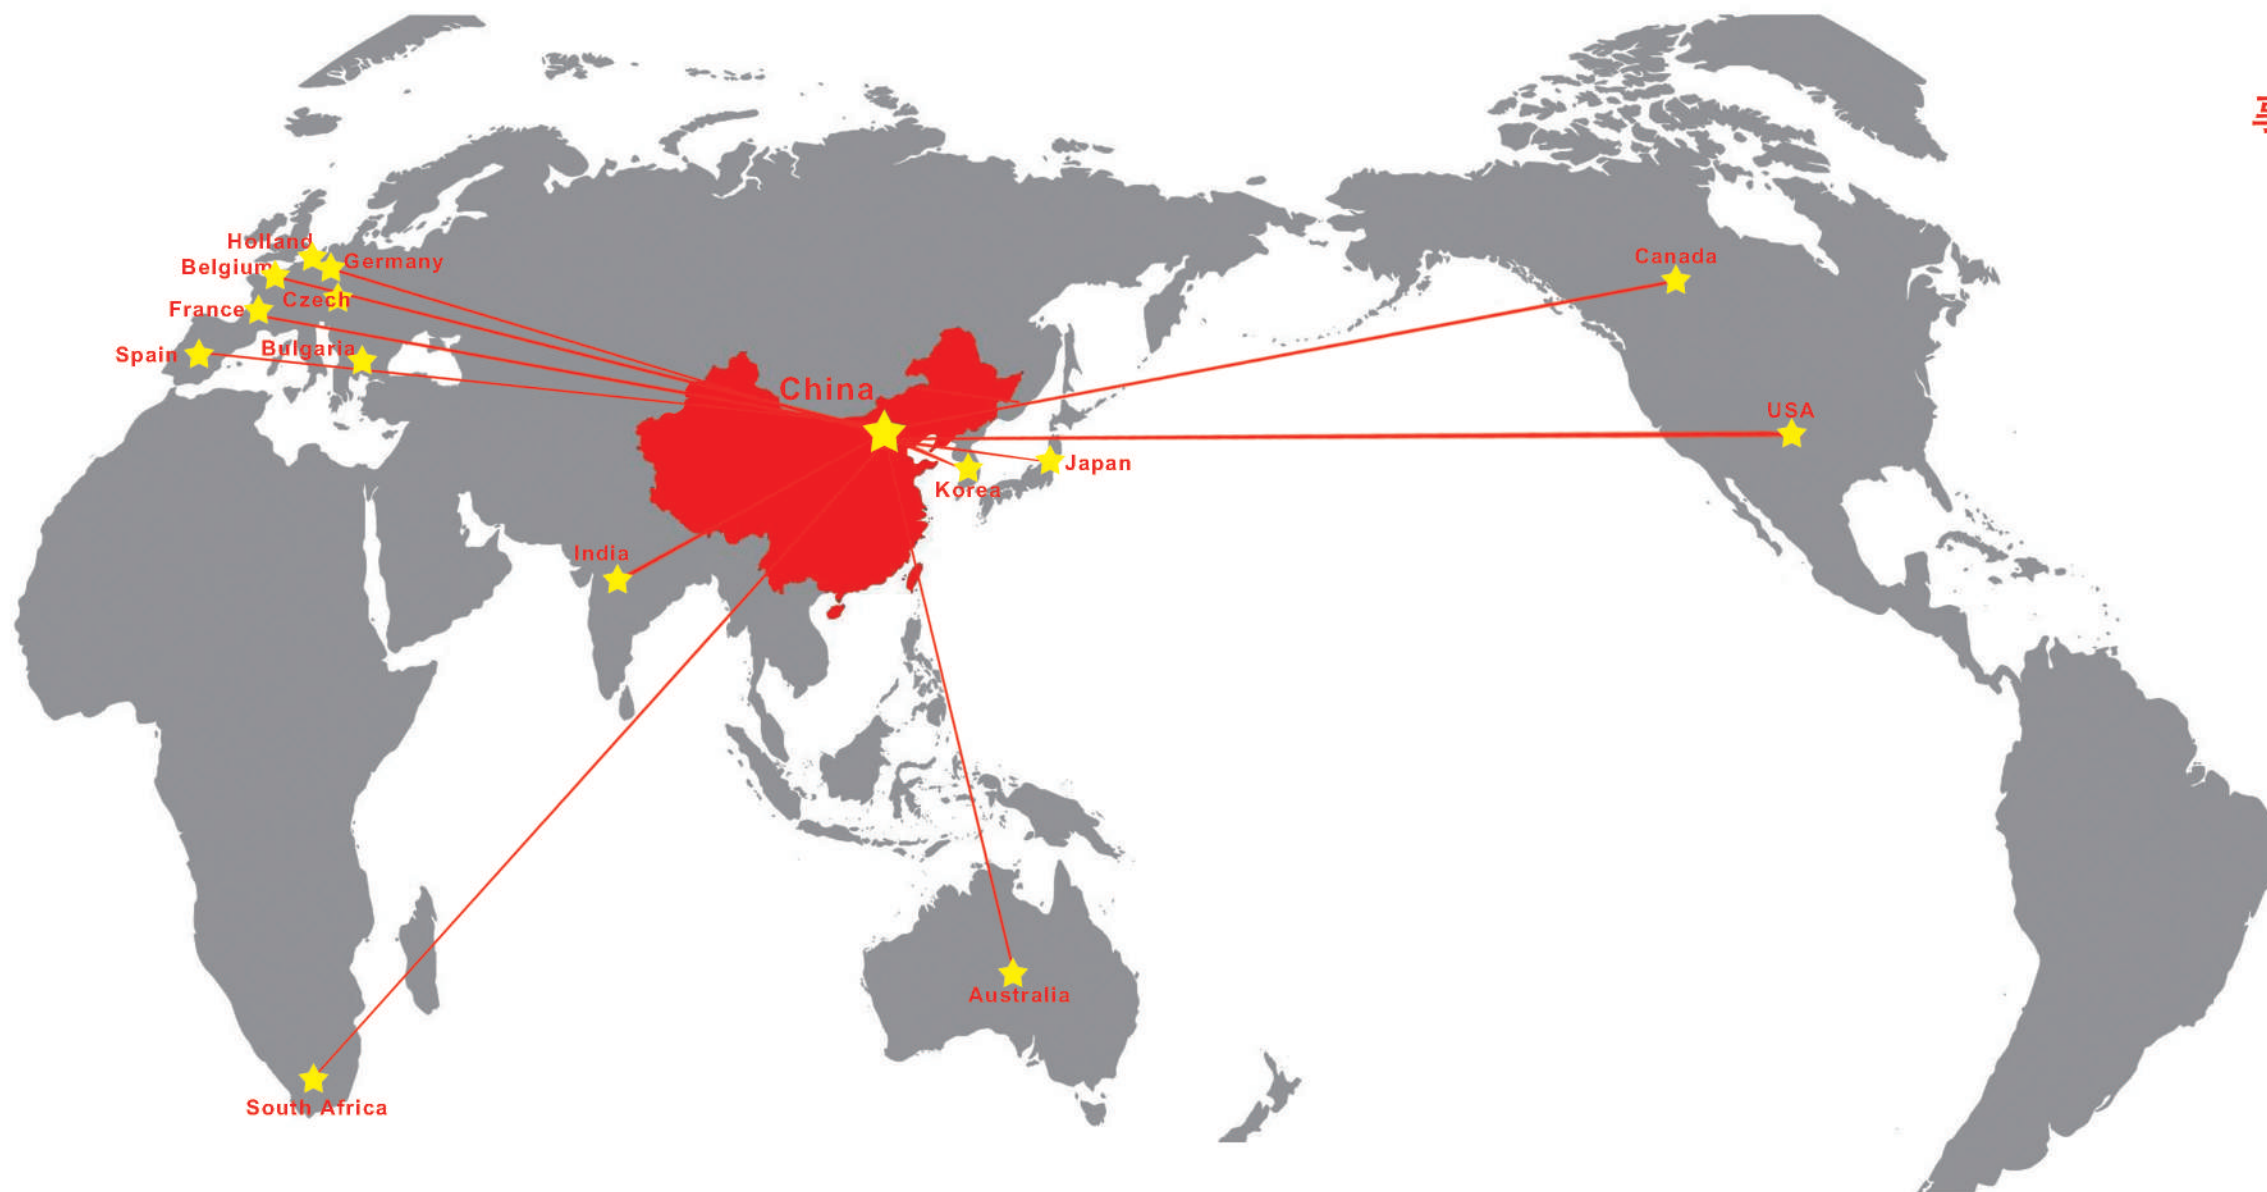 Holland
Germany
Belgium
Czech
France
Spain
Bulgaria
China
Canada
USA
Japan
Korea
India
Australia
South Africa